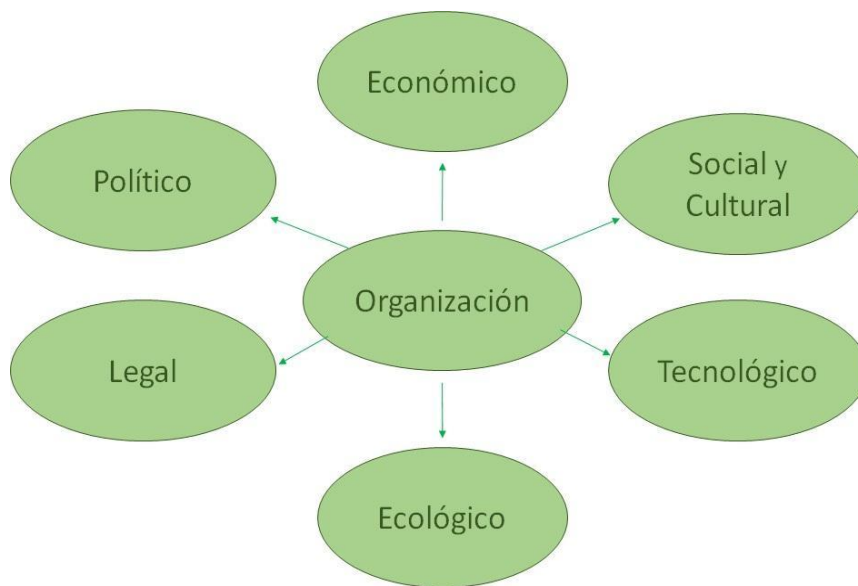 Económico
Político
Social y
Cultural
Organización
Legal
Tecnológico
Ecológico